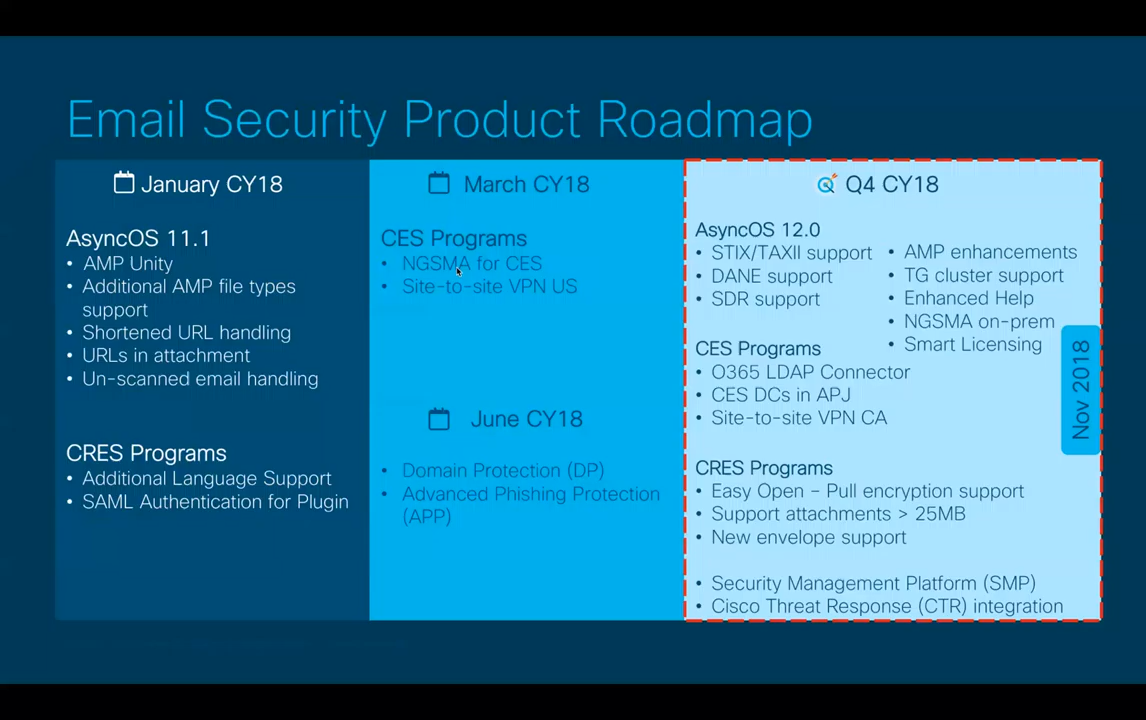 Email Security Product Roadmap
January CY18
AsyncOS 11.1
• AMP Unity
• Additional AMP file types
support
• Shortened URL handling
• URLs in attachment
• Un-scanned email handling
CRES Programs
• Additional Language Support
• SAML Authentication for Plugin
March CY18
CES Programs
• NGSMA for CES
• Site-to-site VPN US
June CY18
• Domain Protection (DP)
• Advanced Phishing Protection
(APP)
Q4 CY18
AsyncOS 12.0
• STIX/TAXII support
• DANE support
• SDR support
• AMP enhancements
• TG cluster support
• Enhanced Help
• NGSMA on-prem
• Smart Licensing
CES Programs
• O365 LDAP Connector
• CES DCs in APJ
• Site-to-site VPN CA
CRES Programs
• Easy Open – Pull encryption support
• Support attachments > 25MB
• New envelope support
• Security Management Platform (SMP)
• Cisco Threat Response (CTR) integration
Nov 2018